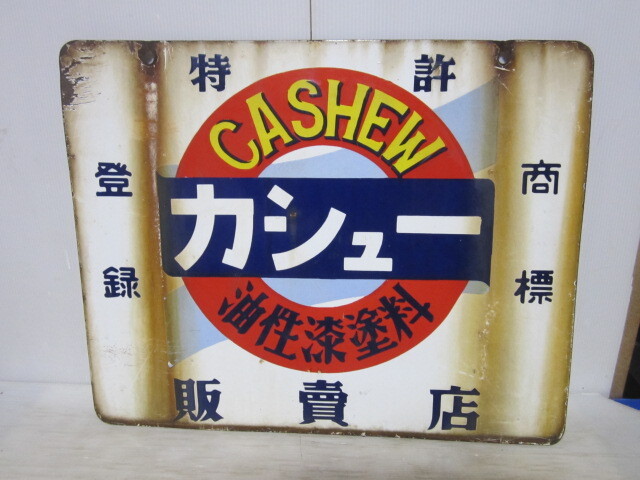 特許
CASHEW
カシュー
油性漆塗料
登録
商標
販賣店